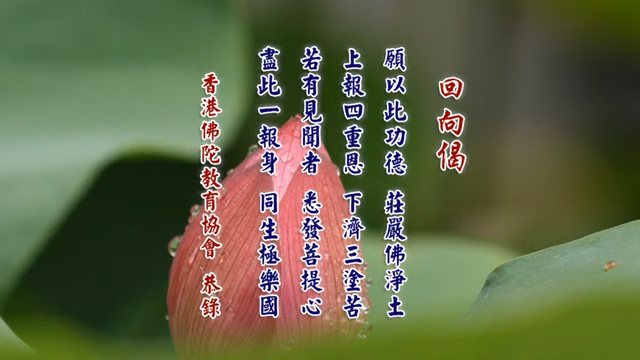 回向偈
願以此功德 莊嚴佛淨土
上報四重恩 下濟三塗苦
若有見聞者 悉發菩提心
盡此一報身 同生極樂國
香港佛陀教育協會 恭錄